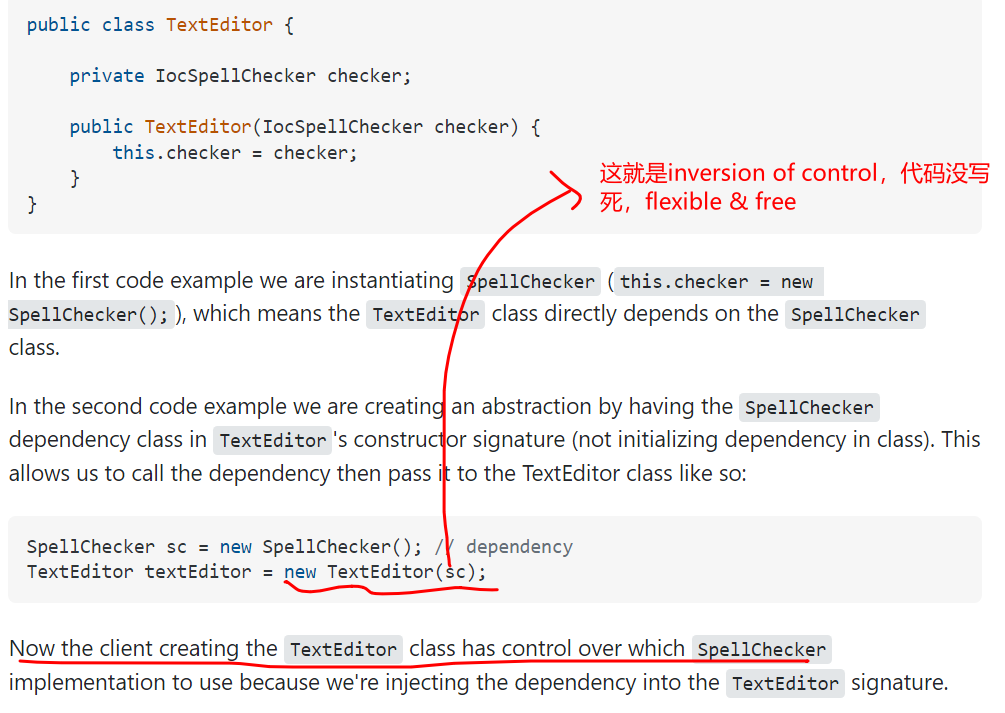 public class TextEditor {
private IocSpellChecker checker;
public TextEditor(IocSpellChecker checker) {
this.checker = checker;
}
}
这就是inversion of control，代码没写
死，flexible & free
In the first code example we are instantiating SpellChecker (this.checker = new
SpellChecker();), which means the TextEditor class directly depends on the SpellChecker
class.
In the second code example we are creating an abstraction by having the SpellChecker
dependency class in TextEditor's constructor signature (not initializing dependency in class). This
allows us to call the dependency then pass it to the TextEditor class like so:
SpellChecker sc = new SpellChecker(); // dependency
TextEditor textEditor = new TextEditor(sc);
Now the client creating the TextEditor class has control over which SpellChecker
implementation to use because we're injecting the dependency into the TextEditor signature.